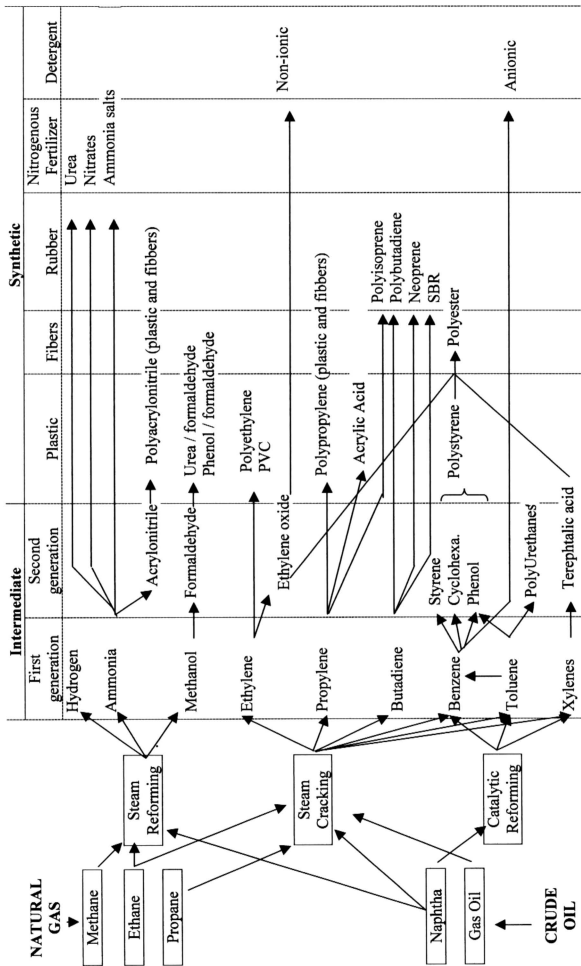 Intermediate
Synthetic
First
generation
Second
generation
Plastic
Fibers
Rubber
Nitrogenous
Fertilizer
Detergent
NATURAL
GAS
Methane
Ethane
Propane
Naphtha
Gas Oil
CRUDE
OIL
Steam
Reforming
Steam
Cracking
Catalytic
Reforming
Hydrogen
Ammonia
Methanol
Ethylene
Propylene
Butadiene
Benzene
Toluene
Xylenes
Urea
Nitrates
Ammonia salts
Acrylonitrile
Polyacrylonitrile (plastic and fibbers)
Formaldehyde
Urea / formaldehyde
Phenol / formaldehyde
Polyethylene
PVC
Ethylene oxide
Non-ionic
Polypropylene (plastic and fibbers)
Acrylic Acid
Polyisoprene
Polybutadiene
Neoprene
SBR
Styrene
Cyclohexa.
Phenol
Polystyrene
Polyester
PolyUrethanes
Terephtalic acid
Anionic